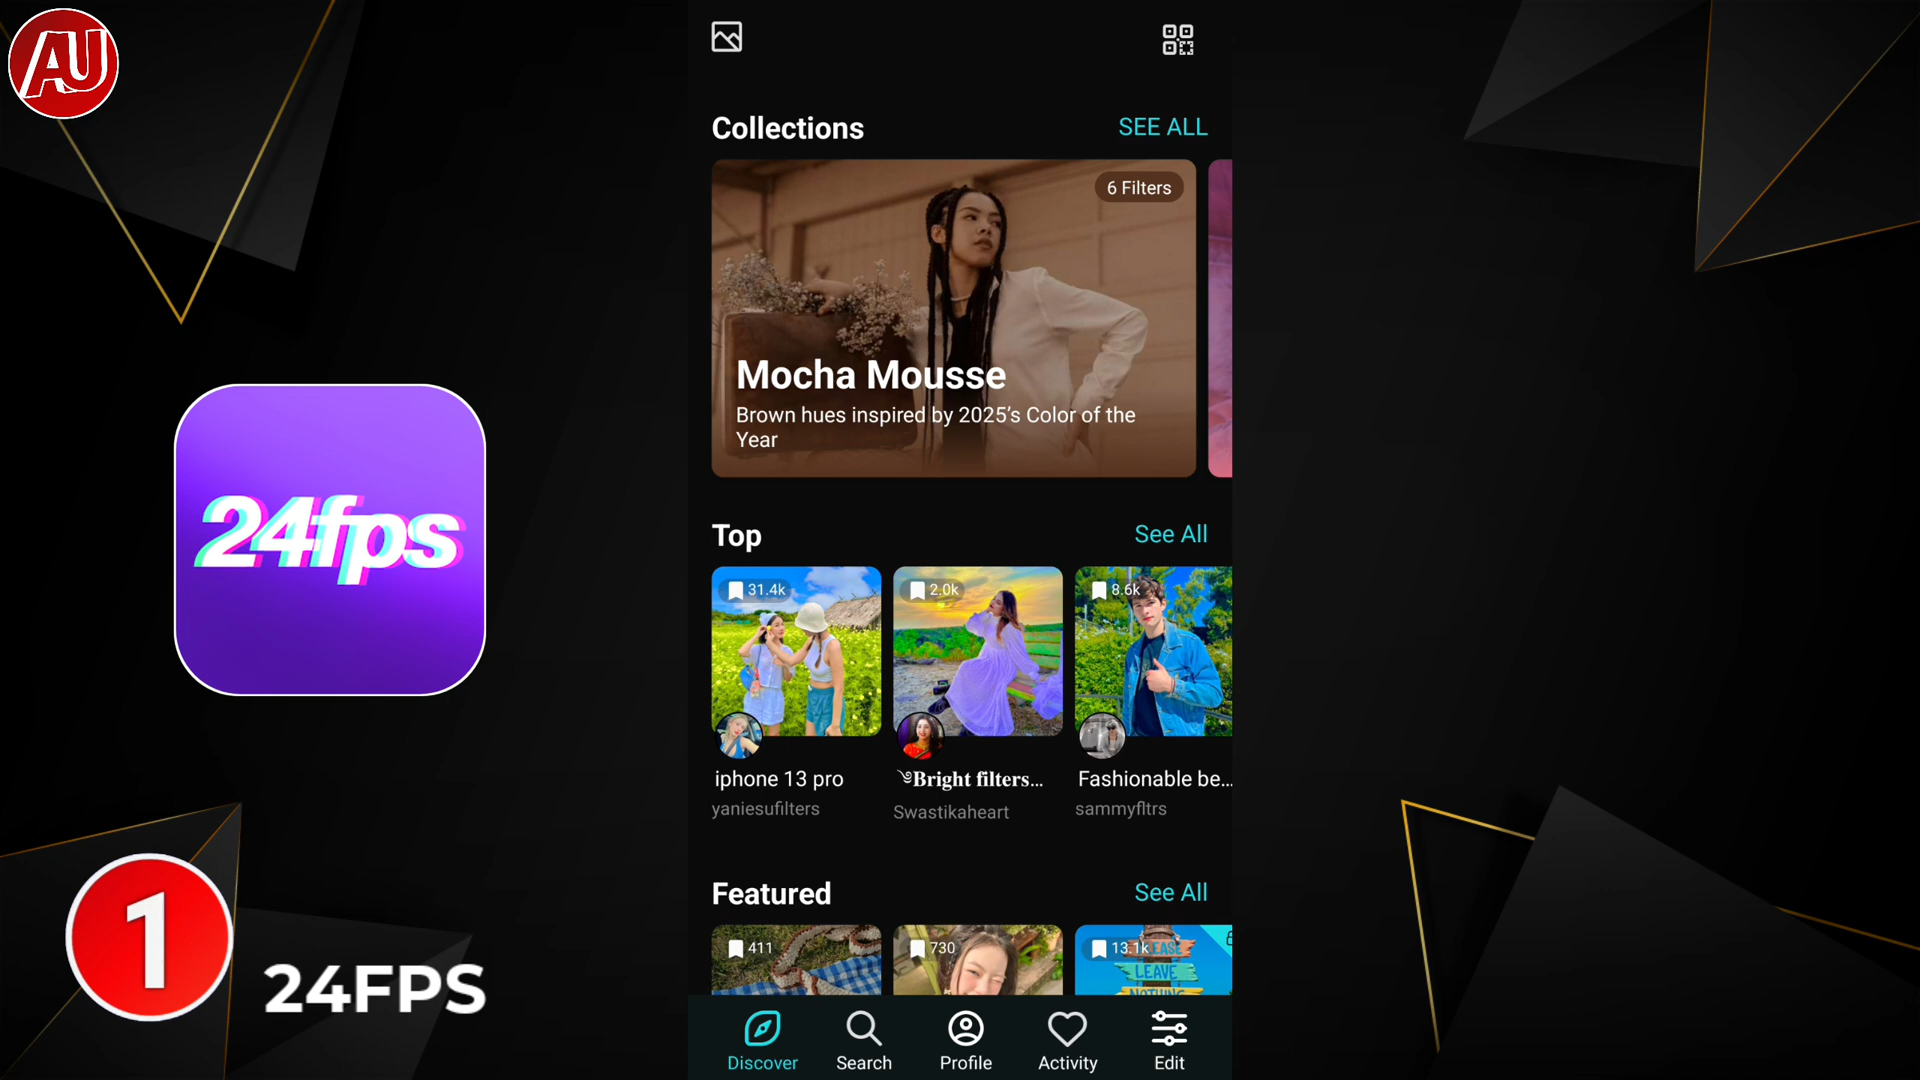 AU
Collections
SEE ALL
6 Filters
Mocha Mousse
Brown hues inspired by 2025's Color of the
Year
24fps
Top
See All
31.4k
2.0k
8.6k
iphone 13 pro
༄Bright filters...
Fashionable be...
yaniesufilters
Swastikaheart
sammyfltrs
Featured
See All
411
730
13.1k
LEAVE
NOTHING
1
24FPS
Discover
Search
Profile
Activity
Edit